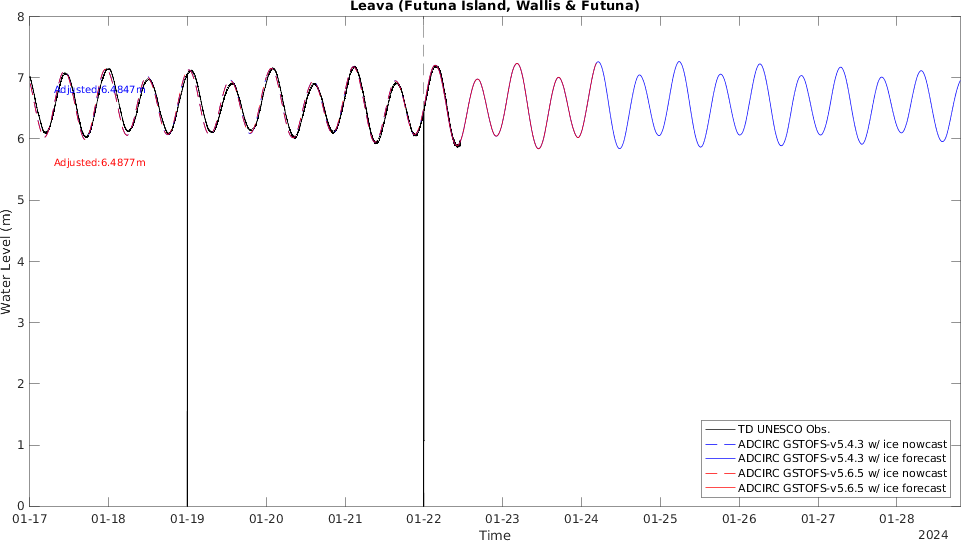 Leava (Futuna Island, Wallis & Futuna)
8
7
6
5
4
3
2
1
0
Water Level (m)
Adjusted:6.4847m
Adjusted:6.4877m
TD UNESCO Obs.
ADCIRC GSTOFS-v5.4.3 w/ ice nowcast
ADCIRC GSTOFS-v5.4.3 w/ ice forecast
ADCIRC GSTOFS-v5.6.5 w/ ice nowcast
ADCIRC GSTOFS-v5.6.5 w/ ice forecast
01-17 01-18 01-19 01-20 01-21 01-22 01-23 01-24 01-25 01-26 01-27 01-28
Time
2024